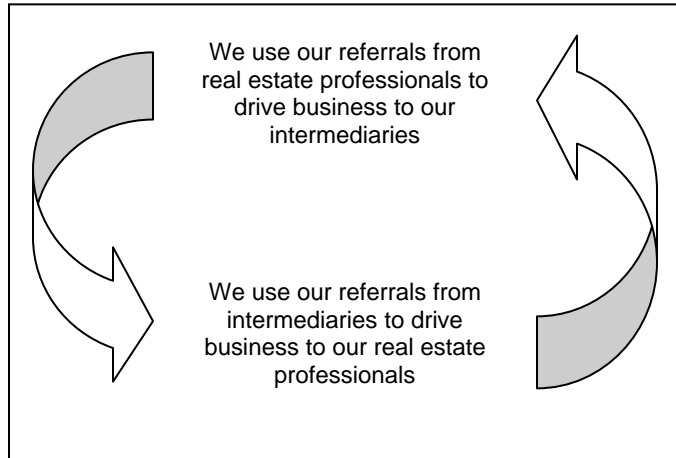 We use our referrals from
real estate professionals to
drive business to our
intermediaries
We use our referrals from
intermediaries to drive
business to our real estate
professionals